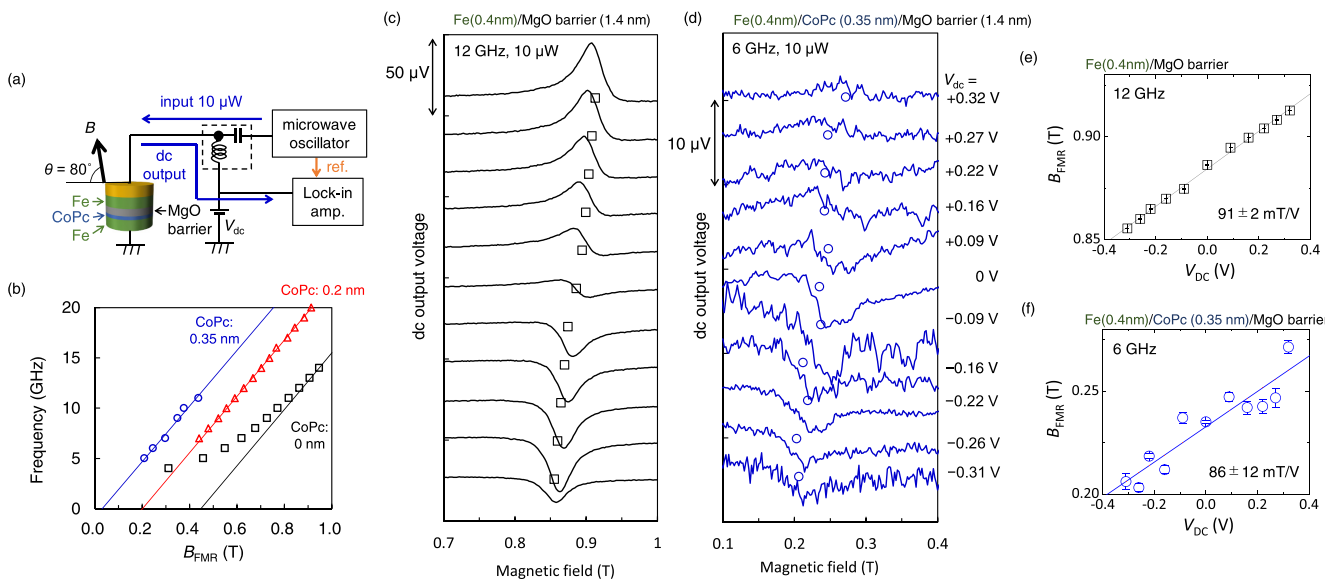 (a)
input 10 µW
B
θ = 80°
microwave
oscillator
dc
output
ref.
Lock-in
amp.
Fe
CoPc
Fe
MgO
barrier
V_dc
(b)
CoPc: 0.2 nm
CoPc:
0.35 nm
CoPc:
0 nm
Frequency (GHz)
20
15
10
5
0
0.0
0.2
0.4
0.6
0.8
1.0
B_FMR (T)
(c)
Fe(0.4nm)/MgO barrier (1.4 nm)
12 GHz, 10 µW
50 µV
dc output voltage
0.7
0.8
0.9
1
Magnetic field (T)
(d)
Fe(0.4nm)/CoPc (0.35 nm)/MgO barrier (1.4 nm)
6 GHz, 10 µW
10 µV
V_dc =
+0.32 V
+0.27 V
+0.22 V
+0.16 V
+0.09 V
0 V
−0.09 V
−0.16 V
−0.22 V
−0.26 V
−0.31 V
dc output voltage
0.1
0.2
0.3
0.4
Magnetic field (T)
(e)
Fe(0.4nm)/MgO barrier
12 GHz
B_FMR (T)
0.90
0.85
91 ± 2 mT/V
-0.4
-0.2
0.0
0.2
0.4
V_DC (V)
(f)
Fe(0.4nm)/CoPc (0.35 nm)/MgO barrier
6 GHz
B_FMR (T)
0.25
0.20
86 ± 12 mT/V
-0.4
-0.2
0.0
0.2
0.4
V_DC (V)